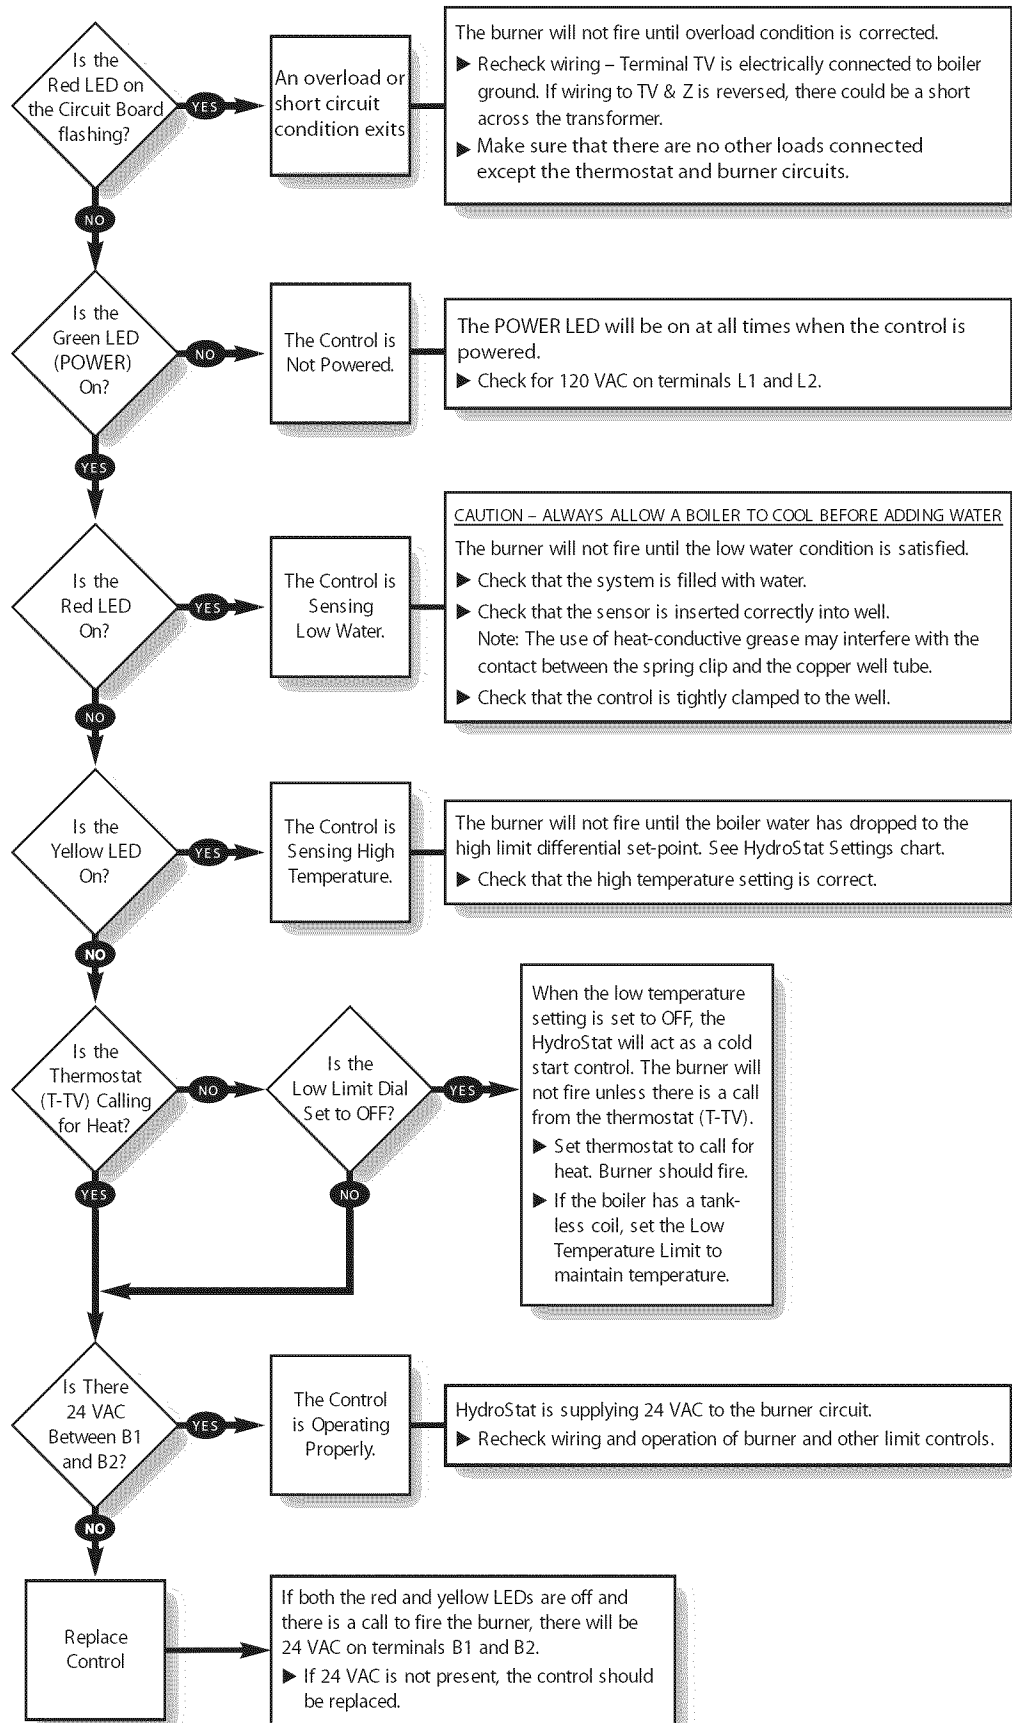 Is the
Red LED on
the Circuit Board
flashing?
YES
An overload or
short circuit
condition exits
The burner will not fire until overload condition is corrected.
▶ Recheck wiring – Terminal TV is electrically connected to boiler
ground. If wiring to TV & Z is reversed, there could be a short
across the transformer.
▶ Make sure that there are no other loads connected
except the thermostat and burner circuits.
NO
Is the
Green LED
(POWER)
On?
NO
The Control is
Not Powered.
The POWER LED will be on at all times when the control is
powered.
▶ Check for 120 VAC on terminals L1 and L2.
YES
Is the
Red LED
On?
YES
The Control is
Sensing
Low Water.
CAUTION – ALWAYS ALLOW A BOILER TO COOL BEFORE ADDING WATER
The burner will not fire until the low water condition is satisfied.
▶ Check that the system is filled with water.
▶ Check that the sensor is inserted correctly into well.
Note: The use of heat-conductive grease may interfere with the
contact between the spring clip and the copper well tube.
▶ Check that the control is tightly clamped to the well.
NO
Is the
Yellow LED
On?
YES
The Control is
Sensing High
Temperature.
The burner will not fire until the boiler water has dropped to the
high limit differential set-point. See HydroStat Settings chart.
▶ Check that the high temperature setting is correct.
NO
Is the
Thermostat
(T-TV) Calling
for Heat?
NO
Is the
Low Limit Dial
Set to OFF?
YES
When the low temperature
setting is set to OFF, the
HydroStat will act as a cold
start control. The burner will
not fire unless there is a call
from the thermostat (T-TV).
▶ Set thermostat to call for
heat. Burner should fire.
▶ If the boiler has a tank-
less coil, set the Low
Temperature Limit to
maintain temperature.
YES
NO
Is There
24 VAC
Between B1
and B2?
YES
The Control
is Operating
Properly.
HydroStat is supplying 24 VAC to the burner circuit.
▶ Recheck wiring and operation of burner and other limit controls.
NO
Replace
Control
If both the red and yellow LEDs are off and
there is a call to fire the burner, there will be
24 VAC on terminals B1 and B2.
▶ If 24 VAC is not present, the control should
be replaced.